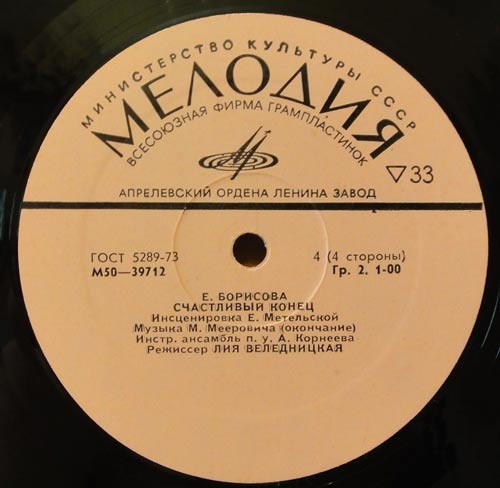 МИНИСТЕРСТВО КУЛЬТУРЫ СССР
МЕЛОДИЯ
ВСЕСОЮЗНАЯ ФИРМА ГРАМПЛАСТИНОК
АПРЕЛЕВСКИЙ ОРДЕНА ЛЕНИНА ЗАВОД
▽33
ГОСТ 5289-73
4 (4 стороны)
М50—39712
Гр. 2. 1-00
Е. БОРИСОВА
СЧАСТЛИВЫЙ КОНЕЦ
Инсценировка Е. Метельской
Музыка М. Мееровича (окончание)
Инстр. ансамбль п. у. А. Корнеева
Режиссер ЛИЯ ВЕЛЕДНИЦКАЯ